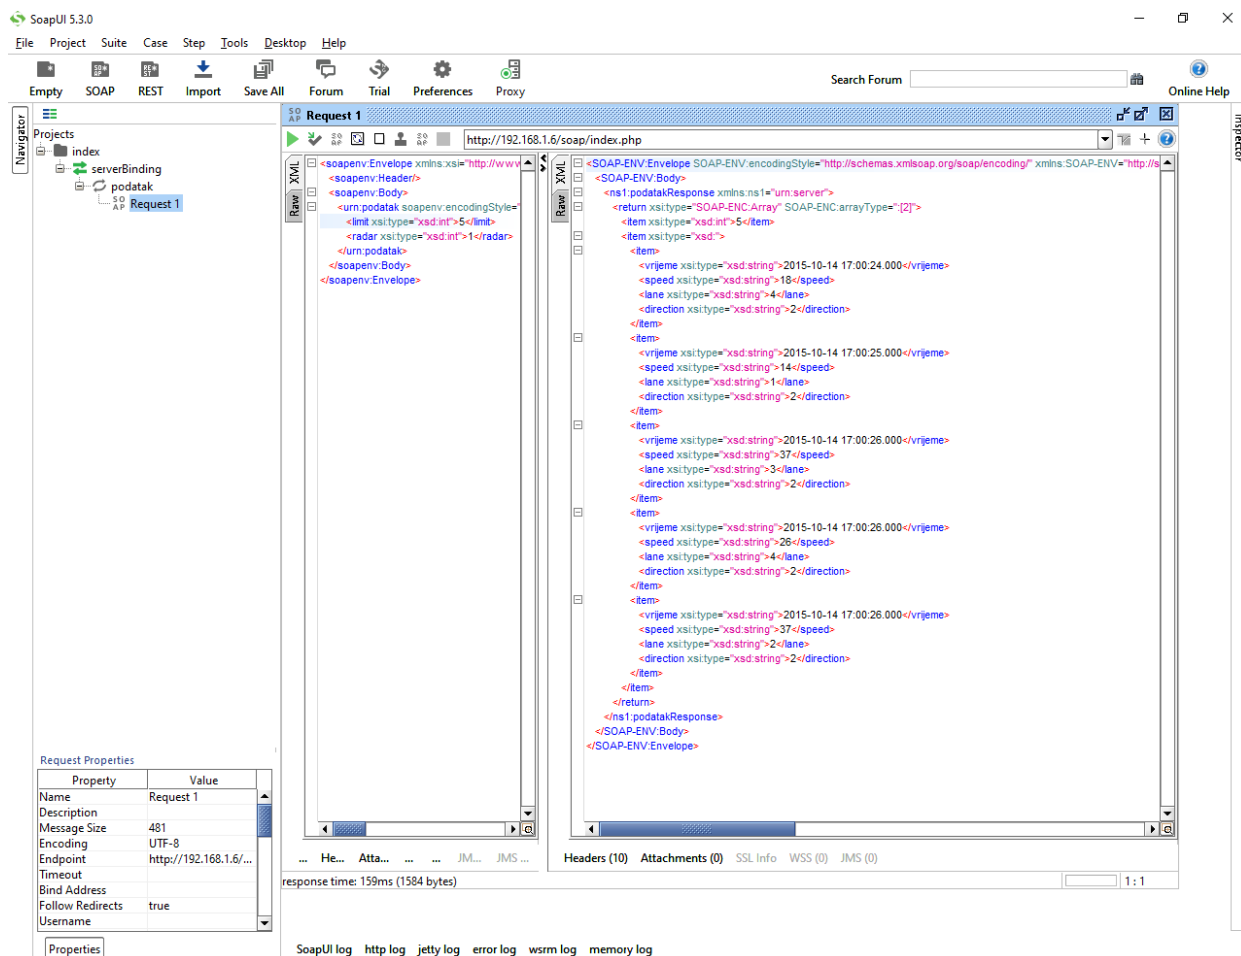 SoapUI 5.3.0
File Project Suite Case Step Tools Desktop Help
Empty SOAP REST Import Save All Forum Trial Preferences Proxy
Search Forum
Online Help
Navigator
Projects
index
serverBinding
podatak
Request 1
Request 1
http://192.168.1.6/soap/index.php
Inspector
XML
Raw
<soapenv:Envelope xmlns:xsi="http://www
<soapenv:Header/>
<soapenv:Body>
<urn:podatak soapenv:encodingStyle="
<limit xsi:type="xsd:int">5</limit>
<radar xsi:type="xsd:int">1</radar>
</urn:podatak>
</soapenv:Body>
</soapenv:Envelope>
XML
Raw
<SOAP-ENV:Envelope SOAP-ENV:encodingStyle="http://schemas.xmlsoap.org/soap/encoding/" xmlns:SOAP-ENV="http://s
<SOAP-ENV:Body>
<ns1:podatakResponse xmlns:ns1="urn:server">
<return xsi:type="SOAP-ENC:Array" SOAP-ENC:arrayType=":[2]">
<item xsi:type="xsd:int">5</item>
<item xsi:type="xsd:">
<item>
<vrijeme xsi:type="xsd:string">2015-10-14 17:00:24.000</vrijeme>
<speed xsi:type="xsd:string">18</speed>
<lane xsi:type="xsd:string">4</lane>
<direction xsi:type="xsd:string">2</direction>
</item>
<item>
<vrijeme xsi:type="xsd:string">2015-10-14 17:00:25.000</vrijeme>
<speed xsi:type="xsd:string">14</speed>
<lane xsi:type="xsd:string">1</lane>
<direction xsi:type="xsd:string">2</direction>
</item>
<item>
<vrijeme xsi:type="xsd:string">2015-10-14 17:00:26.000</vrijeme>
<speed xsi:type="xsd:string">37</speed>
<lane xsi:type="xsd:string">3</lane>
<direction xsi:type="xsd:string">2</direction>
</item>
<item>
<vrijeme xsi:type="xsd:string">2015-10-14 17:00:26.000</vrijeme>
<speed xsi:type="xsd:string">26</speed>
<lane xsi:type="xsd:string">4</lane>
<direction xsi:type="xsd:string">2</direction>
</item>
<item>
<vrijeme xsi:type="xsd:string">2015-10-14 17:00:26.000</vrijeme>
<speed xsi:type="xsd:string">37</speed>
<lane xsi:type="xsd:string">2</lane>
<direction xsi:type="xsd:string">2</direction>
</item>
</item>
</return>
</ns1:podatakResponse>
</SOAP-ENV:Body>
</SOAP-ENV:Envelope>
Request Properties
Property Value
Name Request 1
Description
Message Size 481
Encoding UTF-8
Endpoint http://192.168.1.6/...
Timeout
Bind Address
Follow Redirects true
Username
Properties
... He... Atta... ... ... JM... JMS ...
Headers (10) Attachments (0) SSL Info WSS (0) JMS (0)
response time: 159ms (1584 bytes)
1 : 1
SoapUI log http log jetty log error log wsrm log memory log